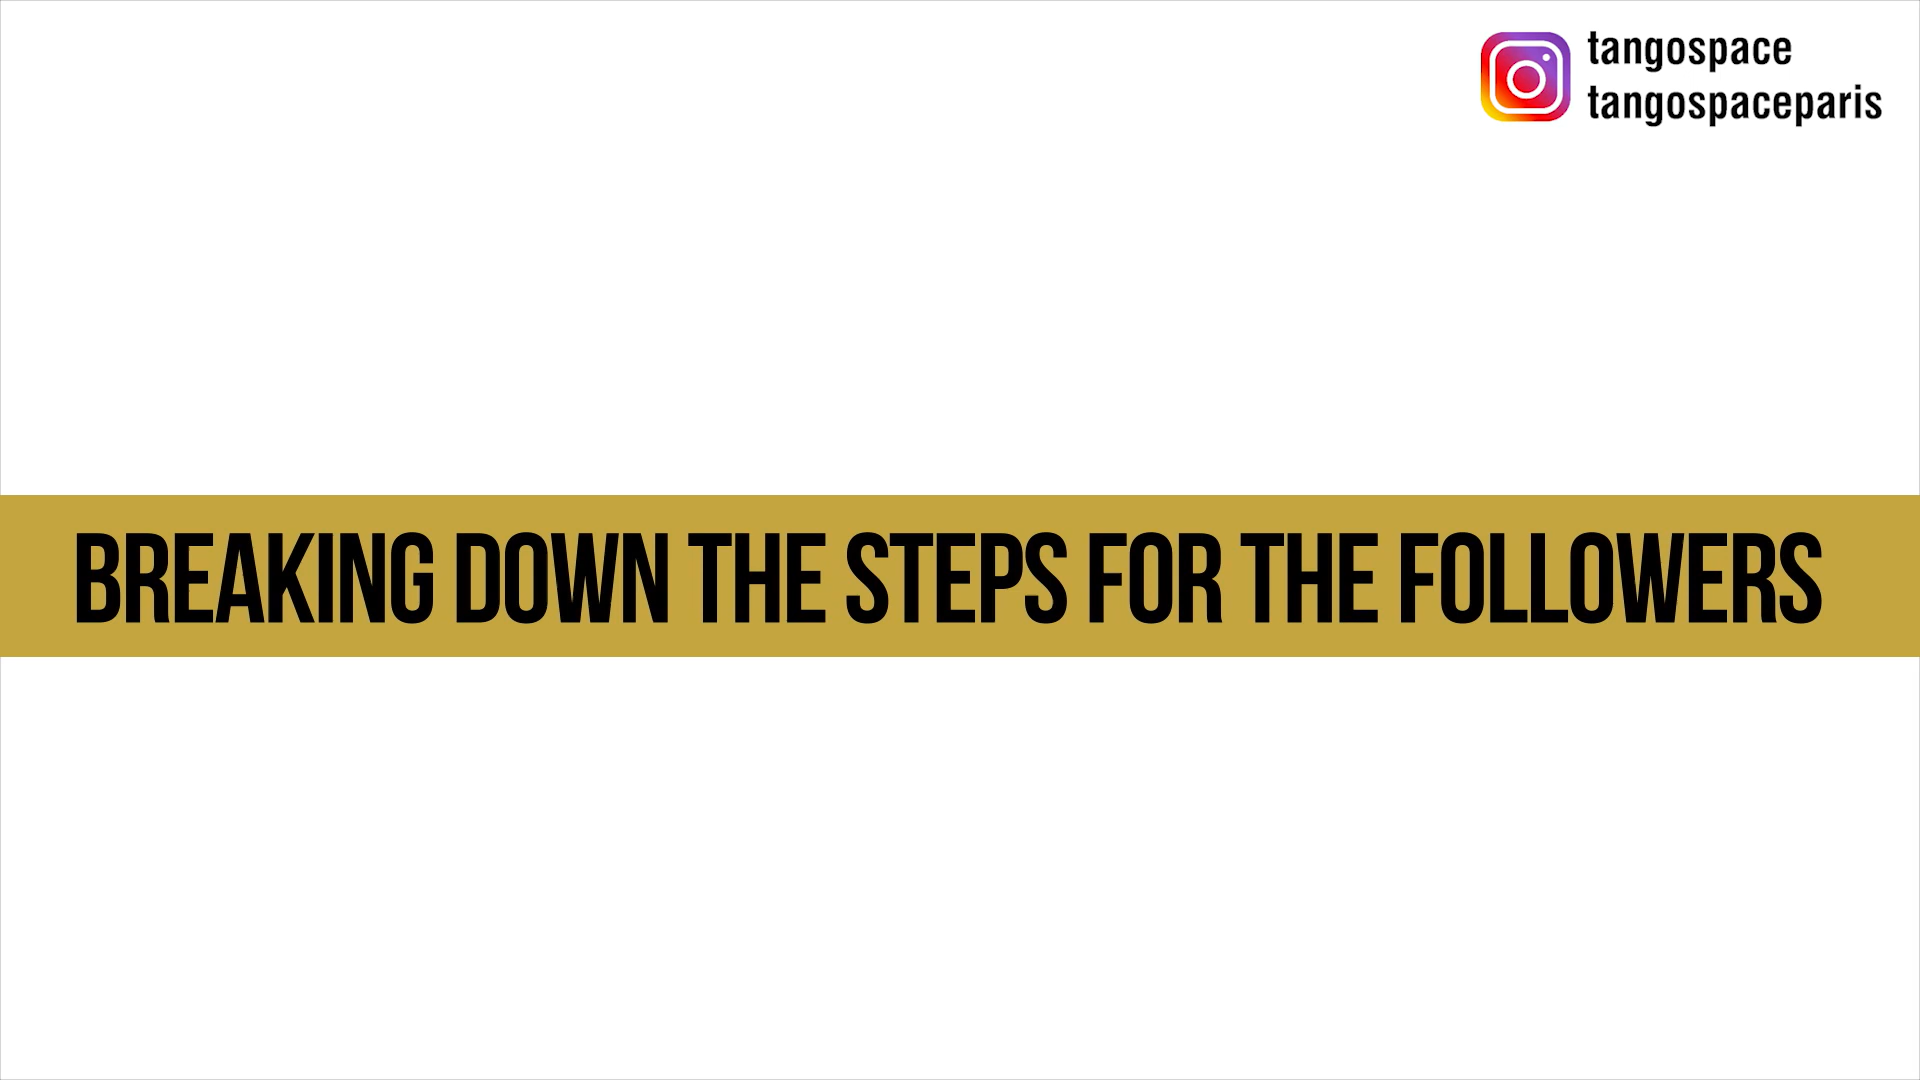 tangospace
tangospaceparis
BREAKING DOWN THE STEPS FOR THE FOLLOWERS